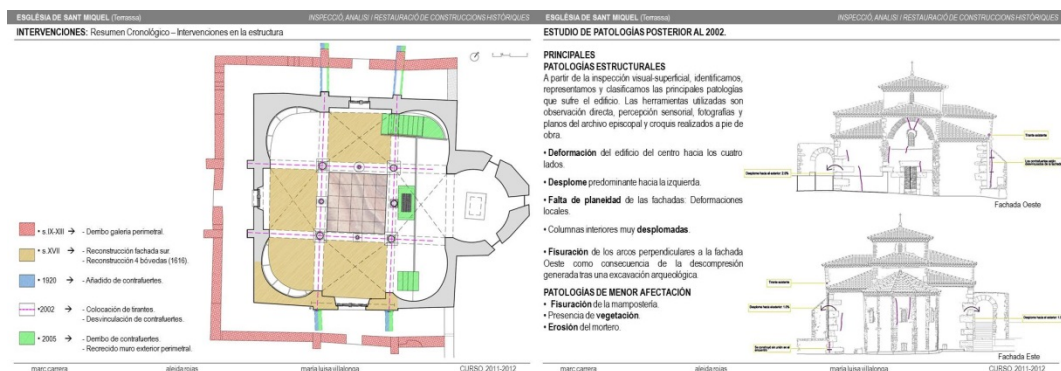 ESGLÉSIA DE SANT MIQUEL (Terrassa)
INSPECCIÓ, ANALISI I RESTAURACIÓ DE CONSTRUCCIONS HISTÒRIQUES
INTERVENCIONES: Resumen Cronológico – Intervenciones en la estructura
• s.IX-XIII → - Derribo galería perimetral.
• s.XVII → - Reconstrucción fachada sur.
- Reconstrucción 4 bóvedas (1616).
• 1920 → - Añadido de contrafuertes.
•2002 → - Colocación de tirantes.
- Desvinculación de contrafuertes.
• 2005 → - Derribo de contrafuertes.
- Recrecido muro exterior perimetral.
marc carrera
aleida rojas
maria luisa villalonga
CURSO 2011-2012
ESGLÉSIA DE SANT MIQUEL (Terrassa)
INSPECCIÓ, ANALISI I RESTAURACIÓ DE CONSTRUCCIONS HISTÒRIQUES
ESTUDIO DE PATOLOGÍAS POSTERIOR AL 2002.
PRINCIPALES
PATOLOGÍAS ESTRUCTURALES
A partir de la inspección visual-superficial, identificamos,
representamos y clasificamos las principales patologías
que sufre el edificio. Las herramientas utilizadas son
observación directa, percepción sensorial, fotografías y
planos del archivo episcopal y croquis realizados a pie de
obra.
• Deformación del edificio del centro hacia los cuatro
lados.
• Desplome predominante hacia la izquierda.
• Falta de planeidad de las fachadas: Deformaciones
locales.
• Columnas interiores muy desplomadas.
• Fisuración de los arcos perpendiculares a la fachada
Oeste como consecuencia de la descompresión
generada tras una excavación arqueológica.
PATOLOGÍAS DE MENOR AFECTACIÓN
• Fisuración de la mampostería.
• Presencia de vegetación.
• Erosión del mortero.
Fachada Oeste
Fachada Este
marc carrera
aleida rojas
maria luisa villalonga
CURSO 2011-2012